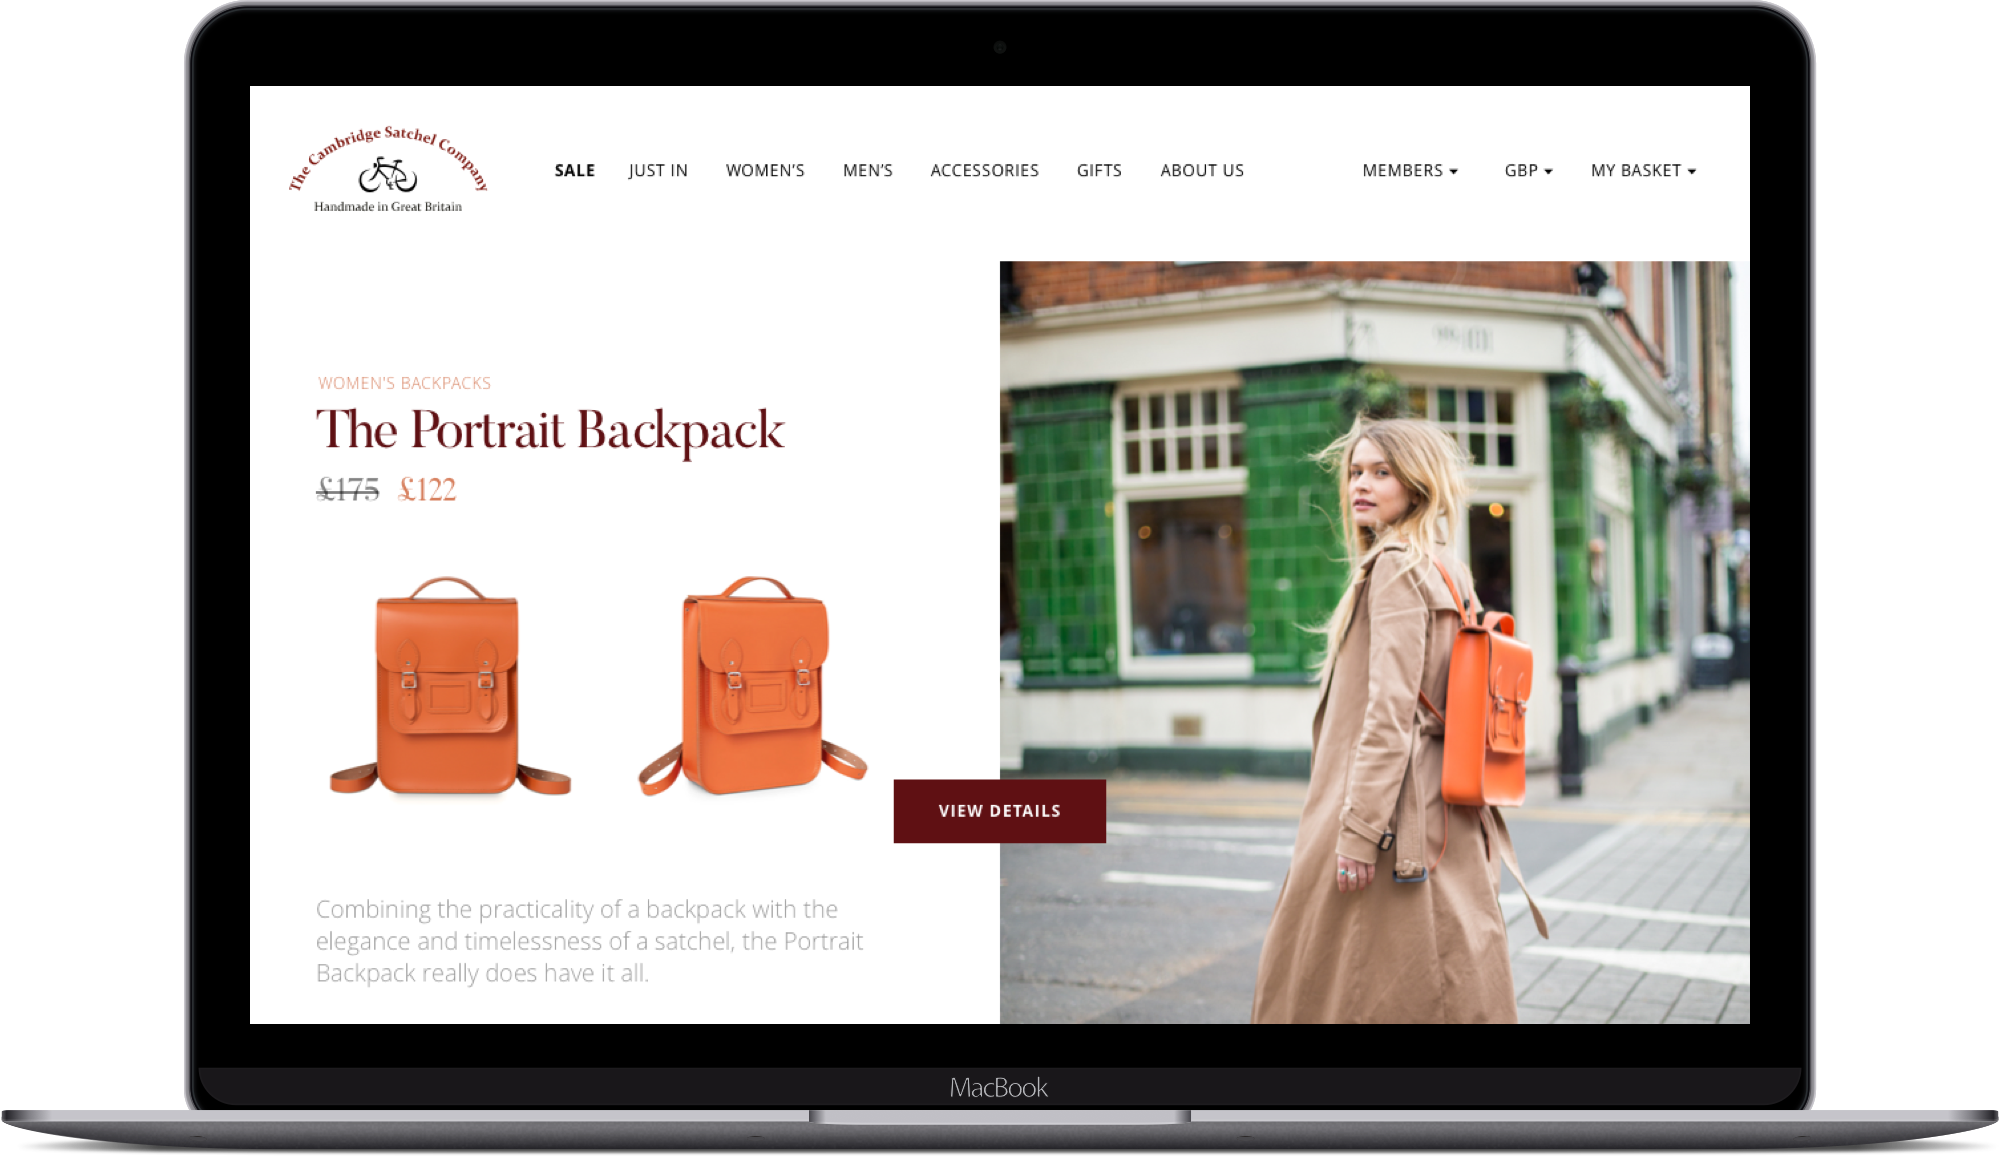 The Cambridge Satchel Company
Handmade in Great Britain
SALE JUST IN WOMEN'S MEN'S ACCESSORIES GIFTS ABOUT US MEMBERS GBP MY BASKET
WOMEN'S BACKPACKS
The Portrait Backpack
£175 £122
VIEW DETAILS
Combining the practicality of a backpack with the
elegance and timelessness of a satchel, the Portrait
Backpack really does have it all.
MacBook